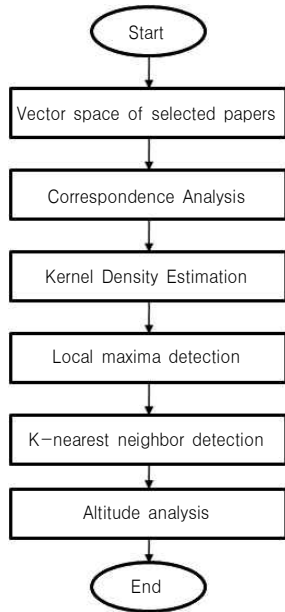 Start
Vector space of selected papers
Correspondence Analysis
Kernel Density Estimation
Local maxima detection
K-nearest neighbor detection
Altitude analysis
End